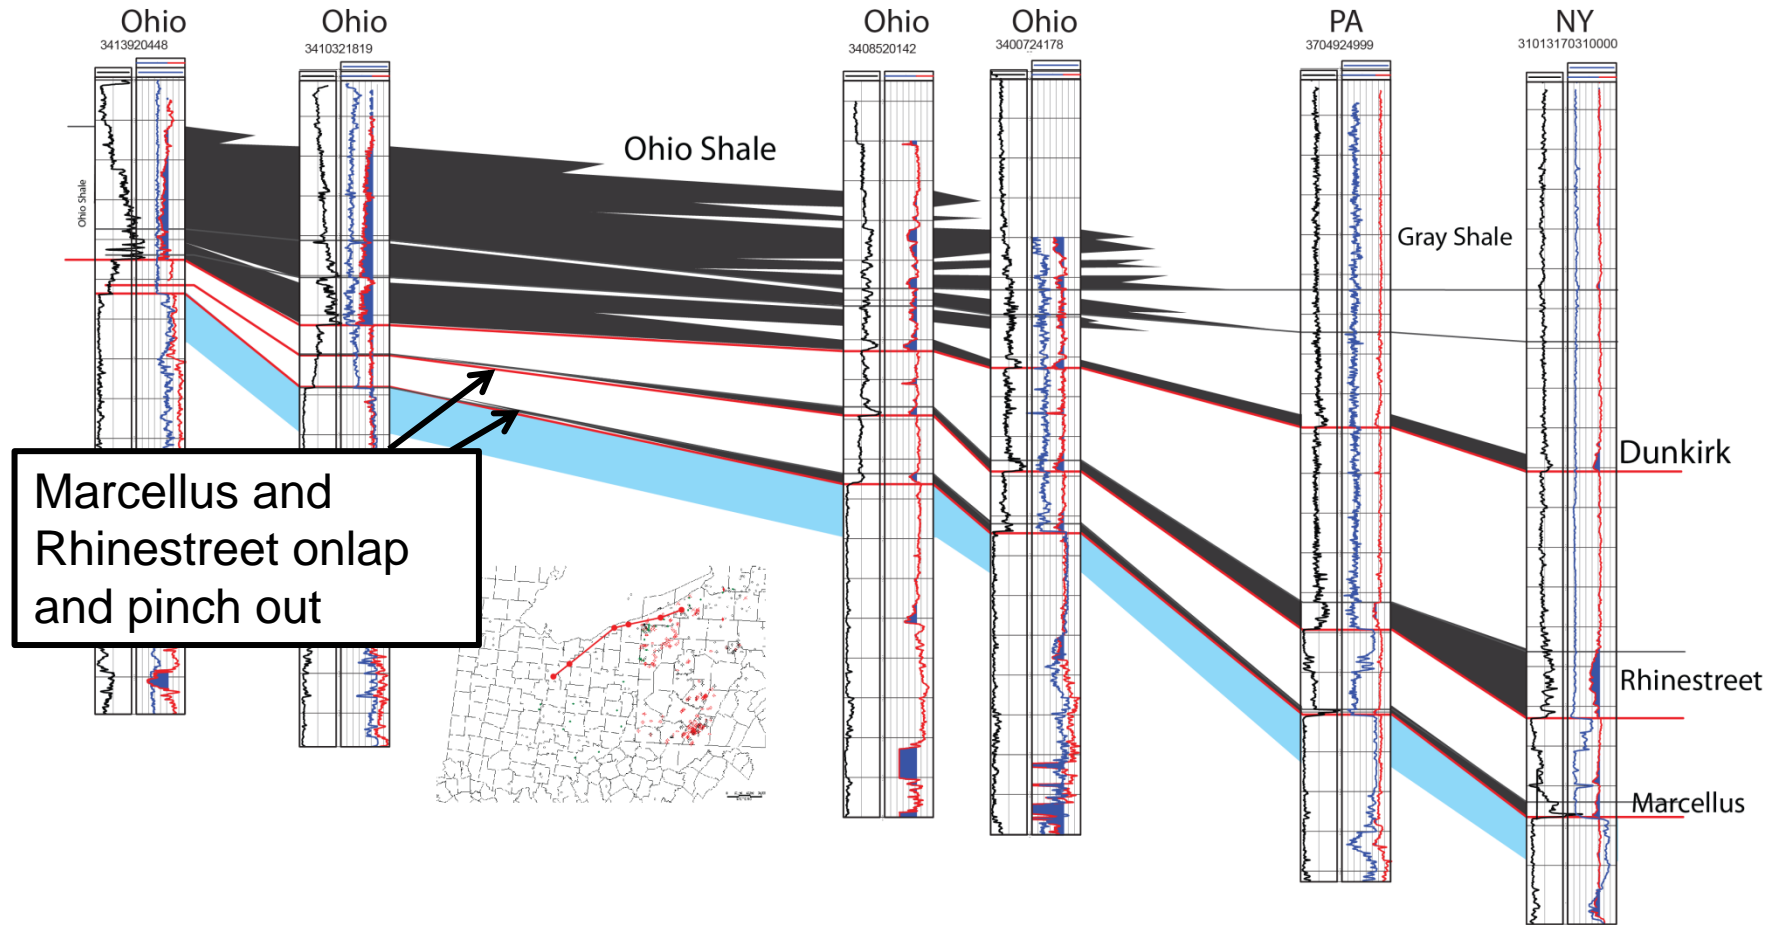 Ohio
Ohio
Ohio
Ohio
PA
NY
3413920448
3410321819
3408520142
3400724178
3704924999
31013170310000
Ohio Shale
Ohio Shale
Gray Shale
Dunkirk
Marcellus and
Rhinestreet onlap
and pinch out
Rhinestreet
Marcellus